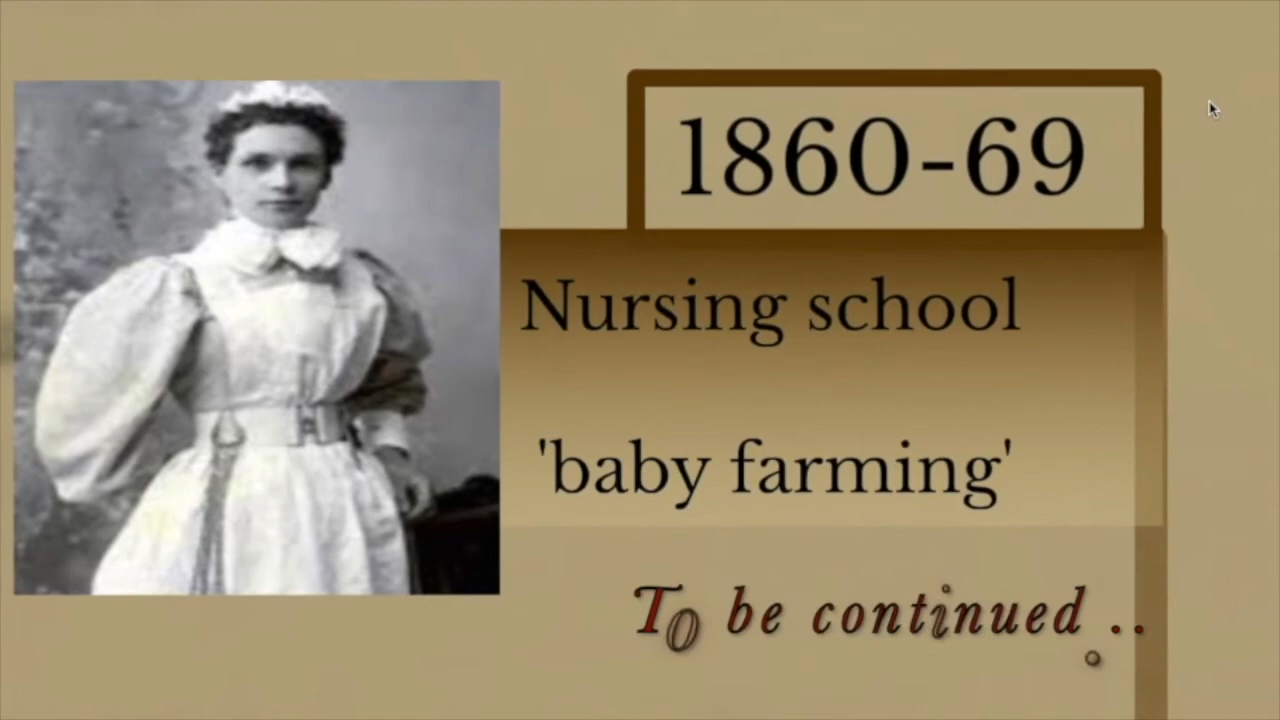 1860-69
Nursing school
'baby farming'
To be continued ...